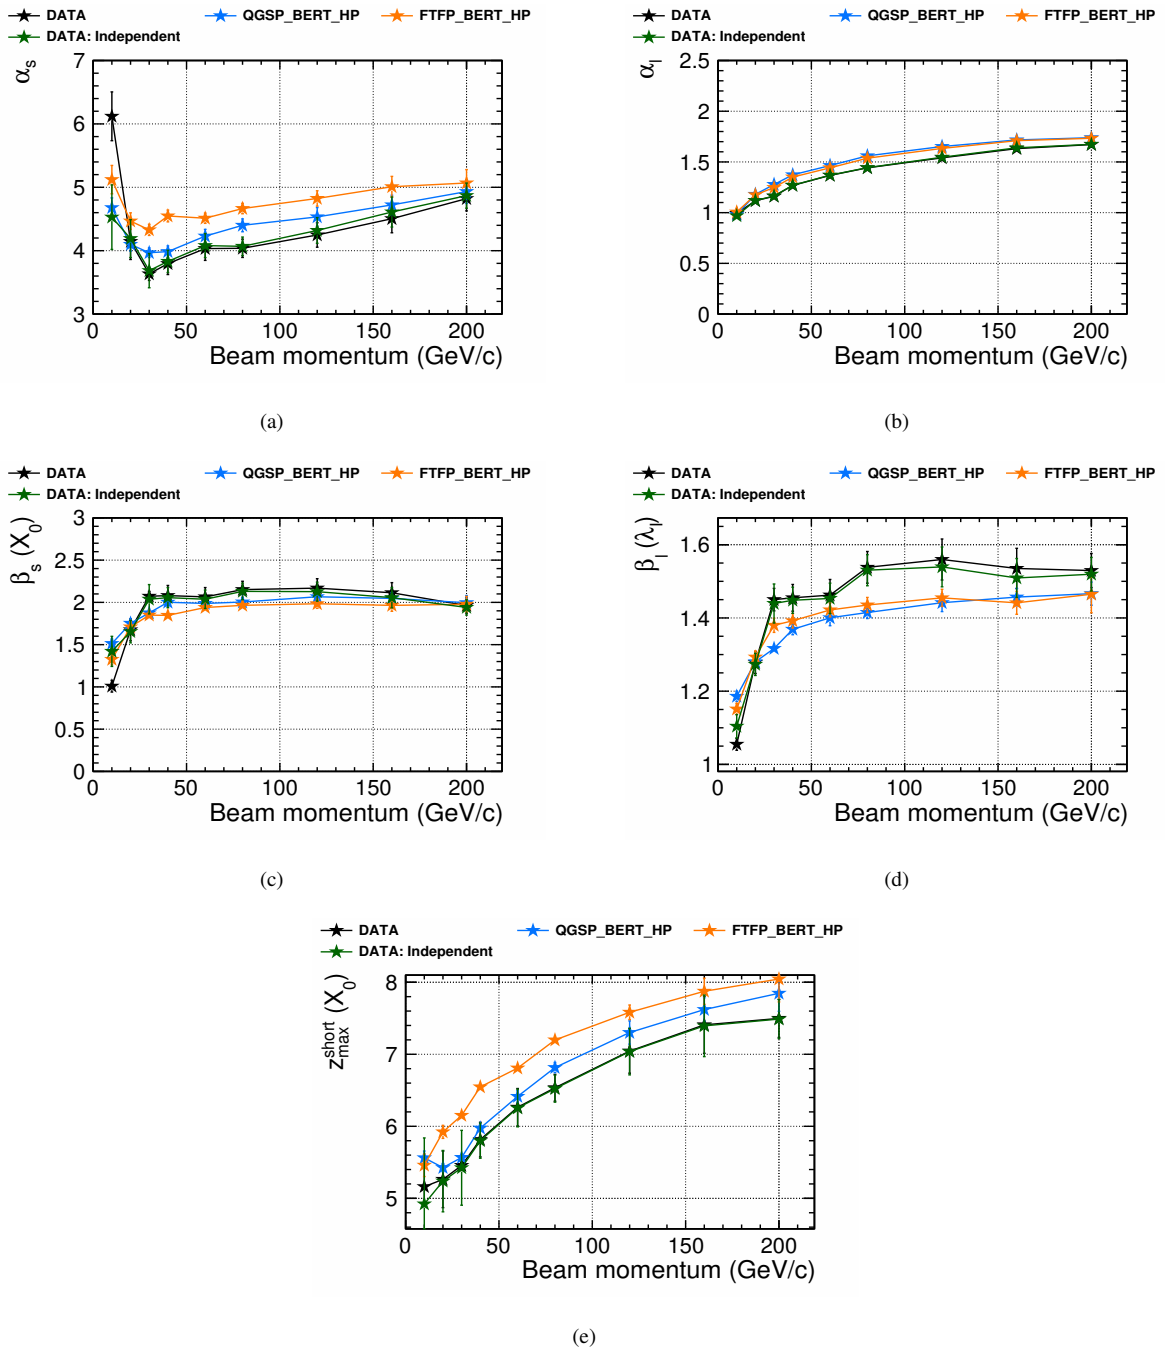 DATA QGSP_BERT_HP FTFP_BERT_HP
DATA: Independent
αs
7
6
5
4
3
0 50 100 150 200
Beam momentum (GeV/c)
(a)
DATA QGSP_BERT_HP FTFP_BERT_HP
DATA: Independent
αl
2.5
2
1.5
1
0.5
0
0 50 100 150 200
Beam momentum (GeV/c)
(b)
DATA QGSP_BERT_HP FTFP_BERT_HP
DATA: Independent
βs (X0)
3
2.5
2
1.5
1
0.5
0
0 50 100 150 200
Beam momentum (GeV/c)
(c)
DATA QGSP_BERT_HP FTFP_BERT_HP
DATA: Independent
βl (λl)
1.6
1.4
1.2
1
0 50 100 150 200
Beam momentum (GeV/c)
(d)
DATA QGSP_BERT_HP FTFP_BERT_HP
DATA: Independent
z short max (X0)
8
7
6
5
0 50 100 150 200
Beam momentum (GeV/c)
(e)